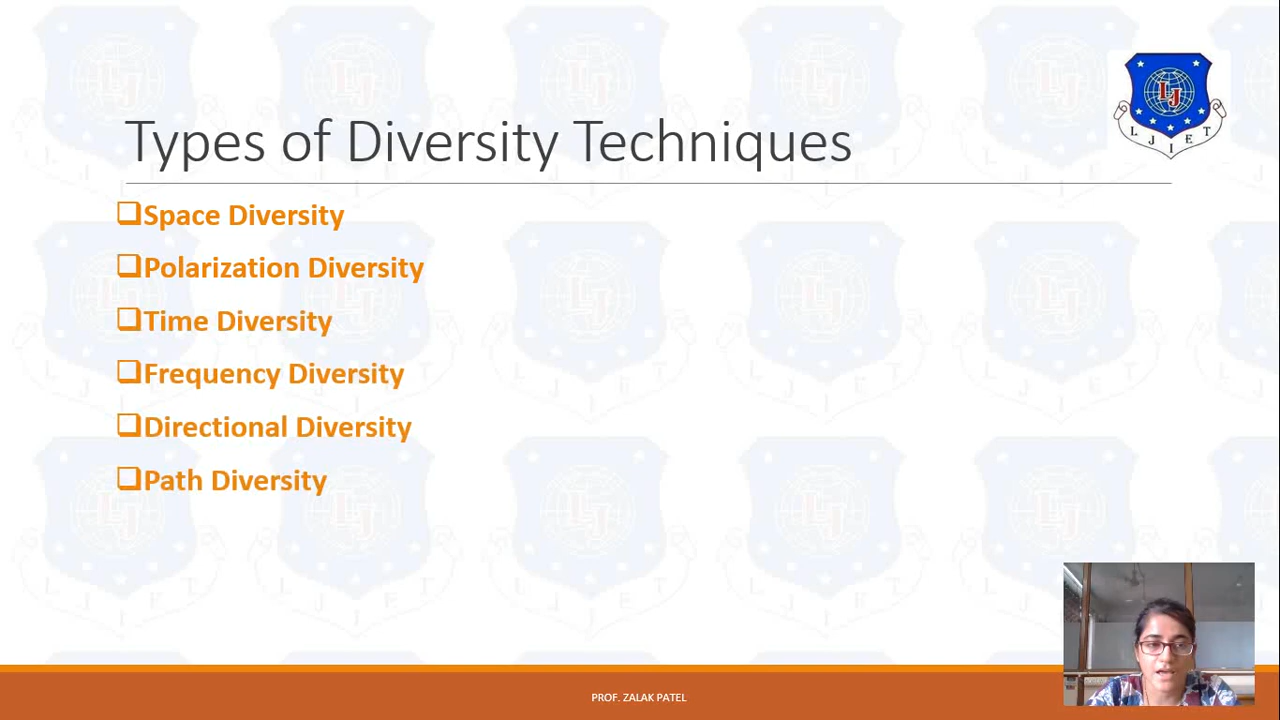 Types of Diversity Techniques
LJ
L J I E T
❑Space Diversity
❑Polarization Diversity
❑Time Diversity
❑Frequency Diversity
❑Directional Diversity
❑Path Diversity
PROF. ZALAK PATEL